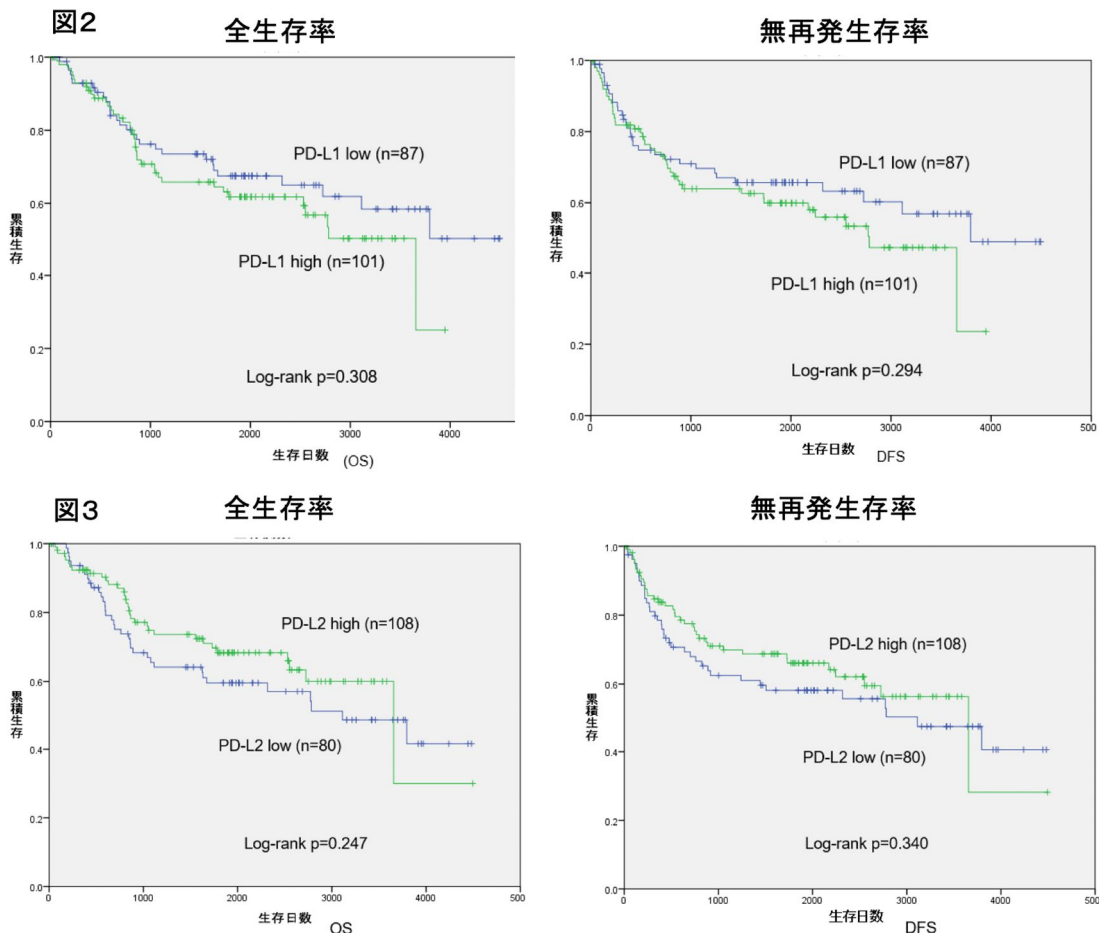 図2
全生存率
無再発生存率
1.0
0.8
0.6
0.4
0.2
0.0
累積生存
PD-L1 low (n=87)
PD-L1 high (n=101)
Log-rank p=0.308
0 1000 2000 3000 4000
生存日数 (OS)
1.0
0.8
0.6
0.4
0.2
0.0
累積生存
PD-L1 low (n=87)
PD-L1 high (n=101)
Log-rank p=0.294
0 1000 2000 3000 4000 500
生存日数 DFS
図3
全生存率
無再発生存率
1.0
0.8
0.6
0.4
0.2
0.0
累積生存
PD-L2 high (n=108)
PD-L2 low (n=80)
Log-rank p=0.247
0 1000 2000 3000 4000 5000
生存日数 OS
1.0
0.8
0.6
0.4
0.2
0.0
累積生存
PD-L2 high (n=108)
PD-L2 low (n=80)
Log-rank p=0.340
0 1000 2000 3000 4000 500
生存日数 DFS